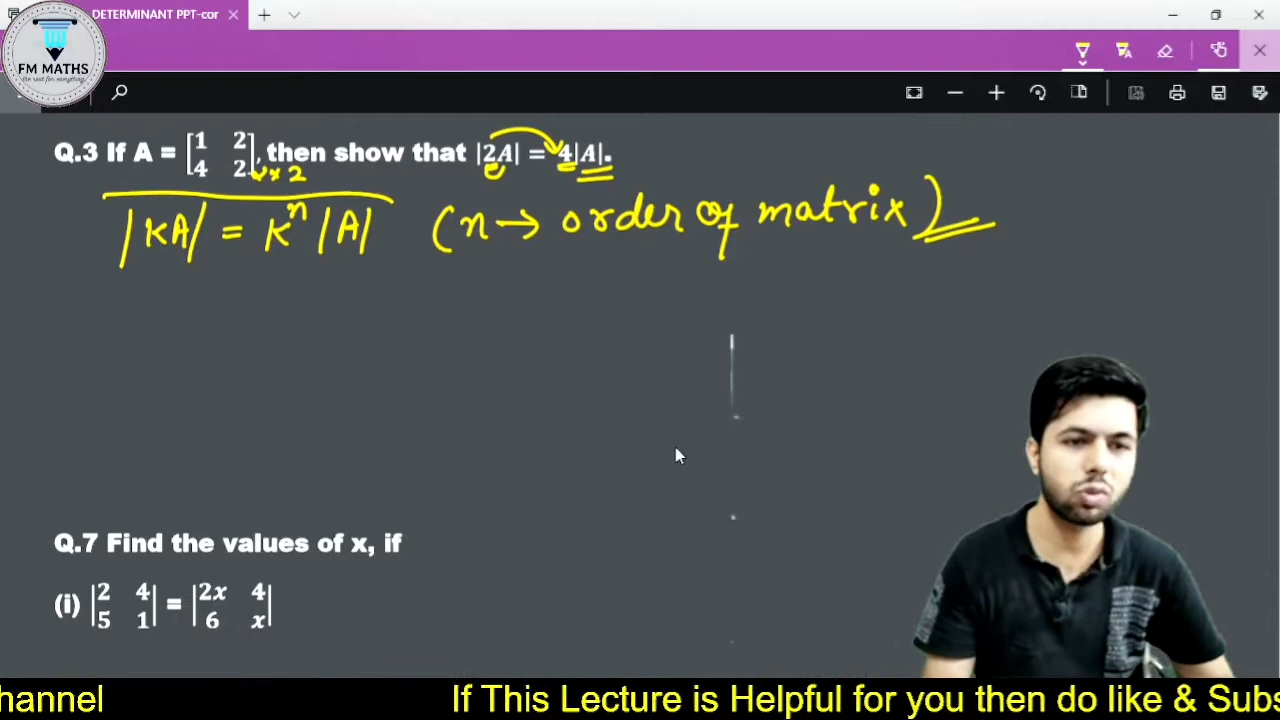 DETERMINANT PPT-cor
FM MATHS
Q.3 If A = [1 2
4 2], then show that |2A| = 4|A|.
2×2
|KA| = K^n |A| (n → order of matrix)
Q.7 Find the values of x, if
(i) |2 4
5 1| = |2x 4
6 x|
hannel If This Lecture is Helpful for you then do like & Subs